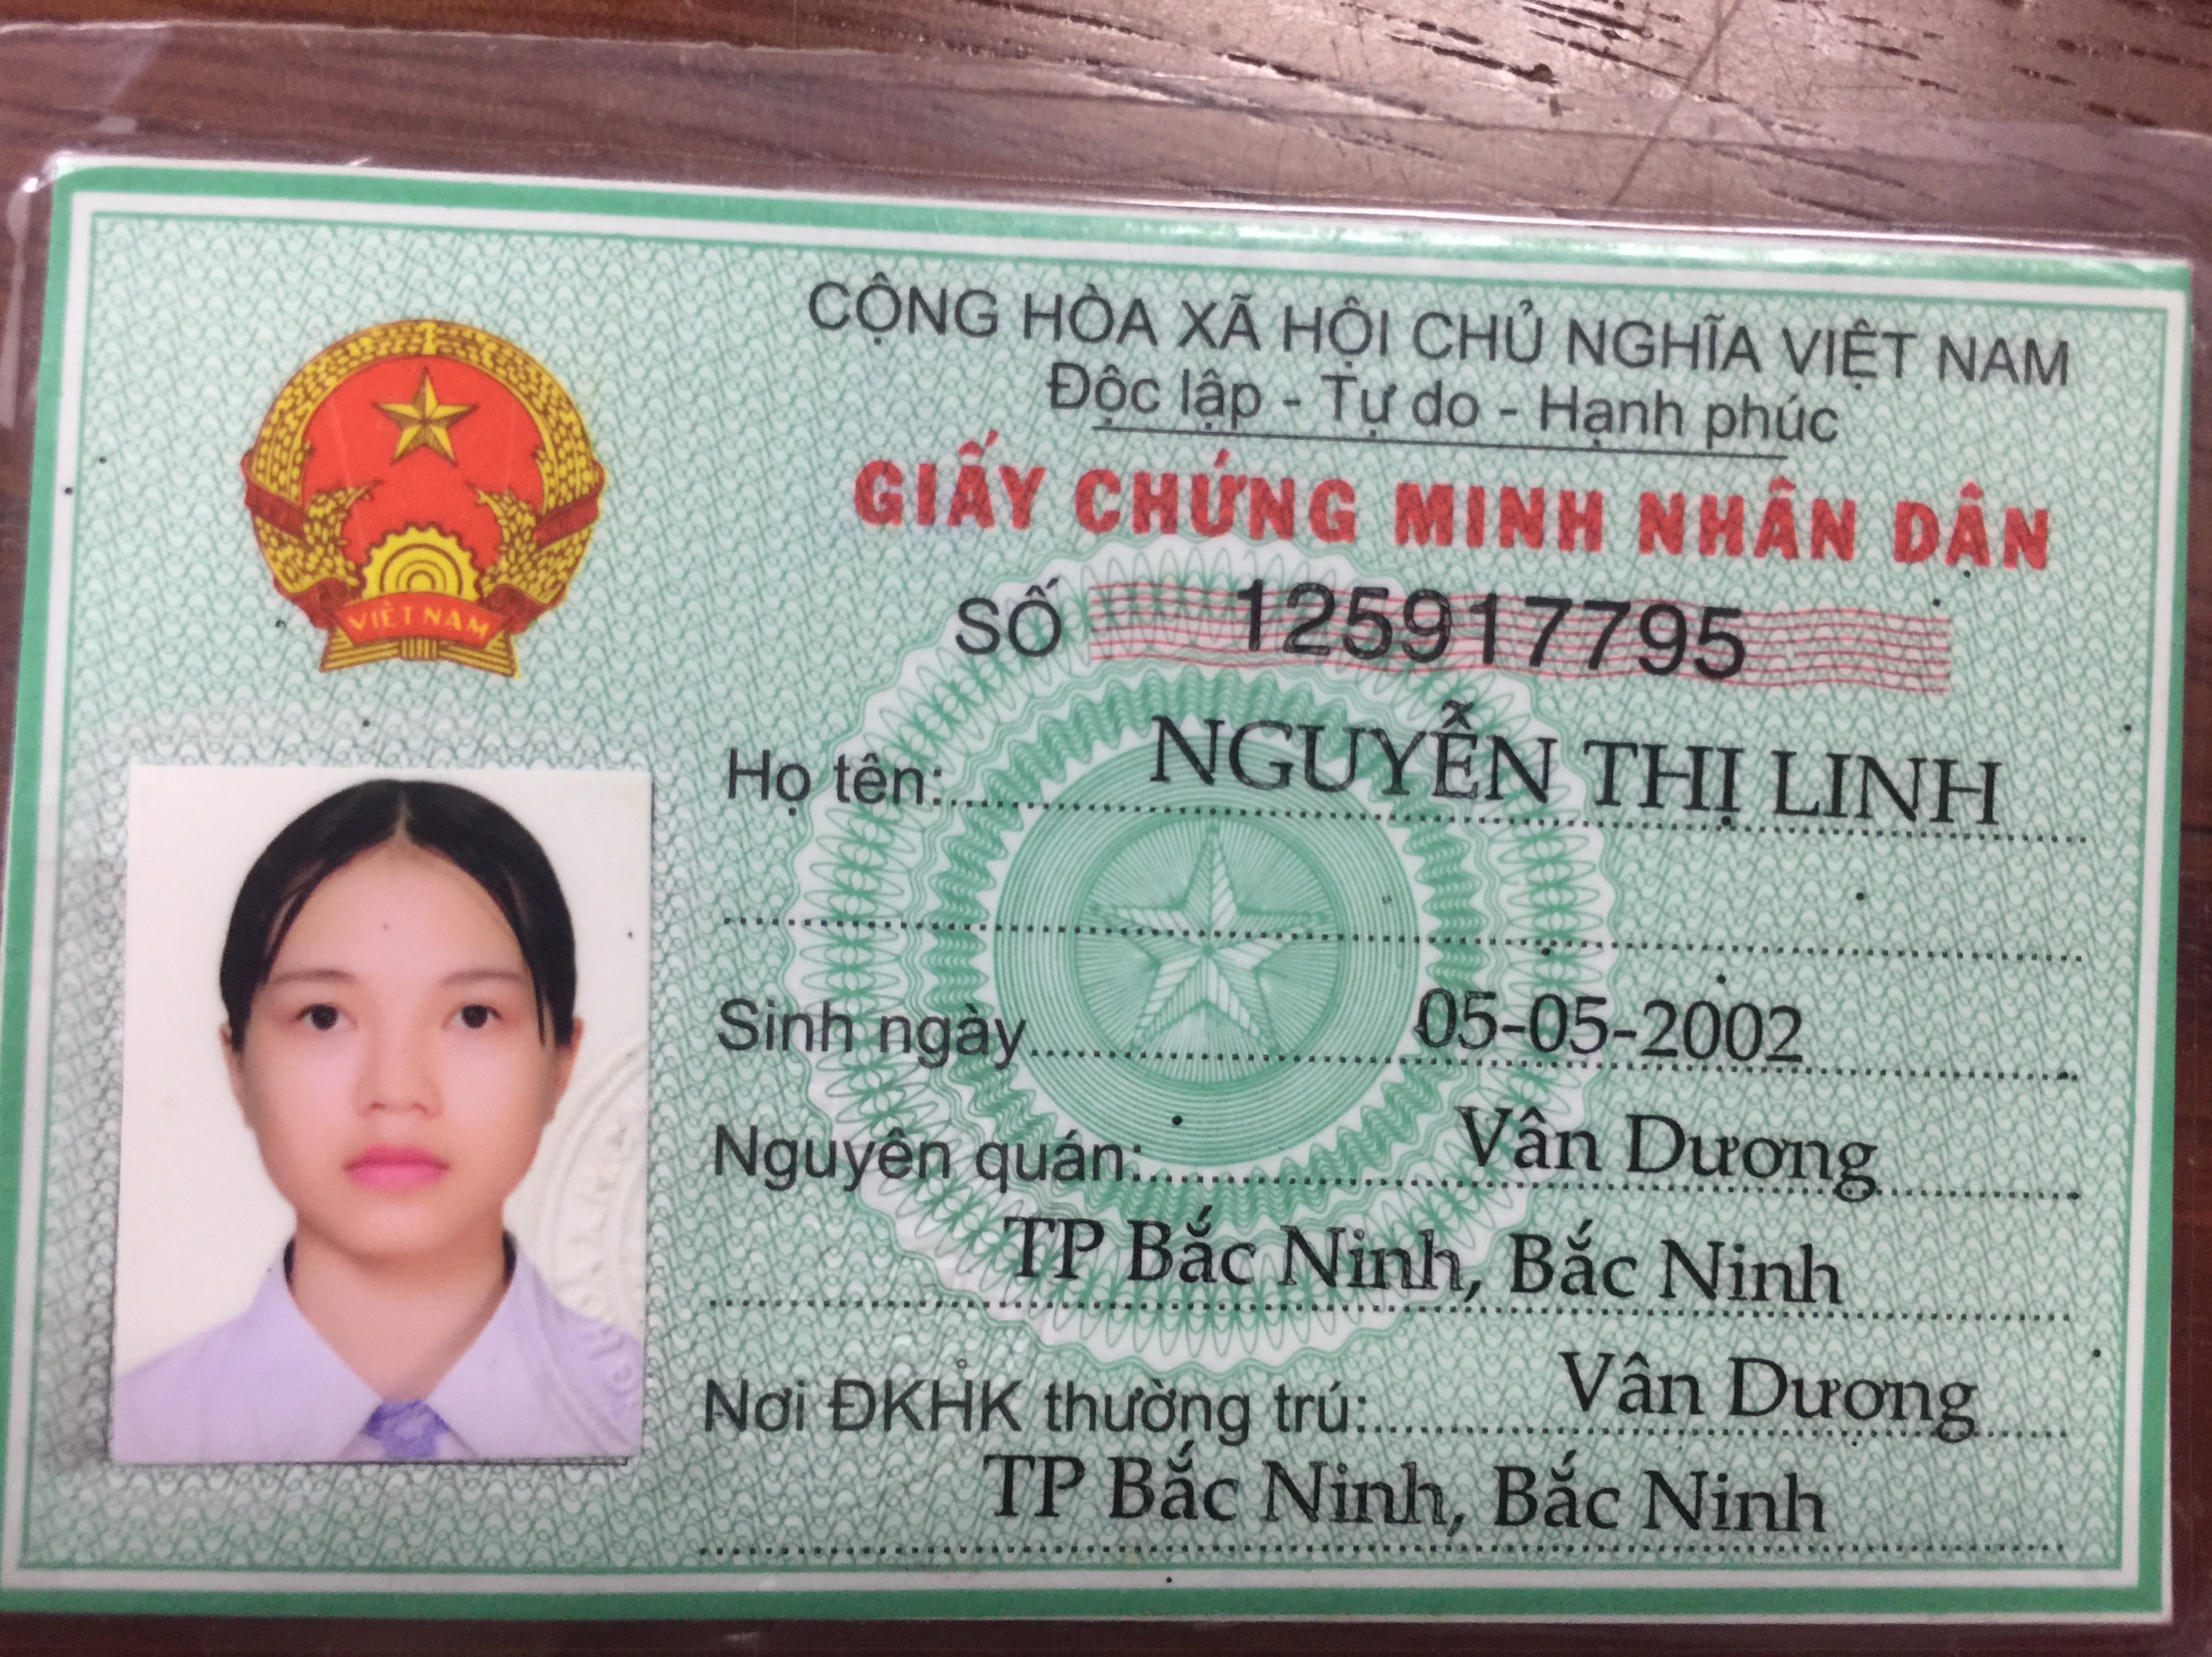 CỘNG HÒA XÃ HỘI CHỦ NGHĨA VIỆT NAM
Độc lập - Tự do - Hạnh phúc
GIẤY CHỨNG MINH NHÂN DÂN
SỐ 125917795
VIỆT NAM
Họ tên: NGUYỄN THỊ LINH
Sinh ngày 05-05-2002
Nguyên quán: Vân Dương
TP Bắc Ninh, Bắc Ninh
Nơi ĐKHK thường trú: Vân Dương
TP Bắc Ninh, Bắc Ninh